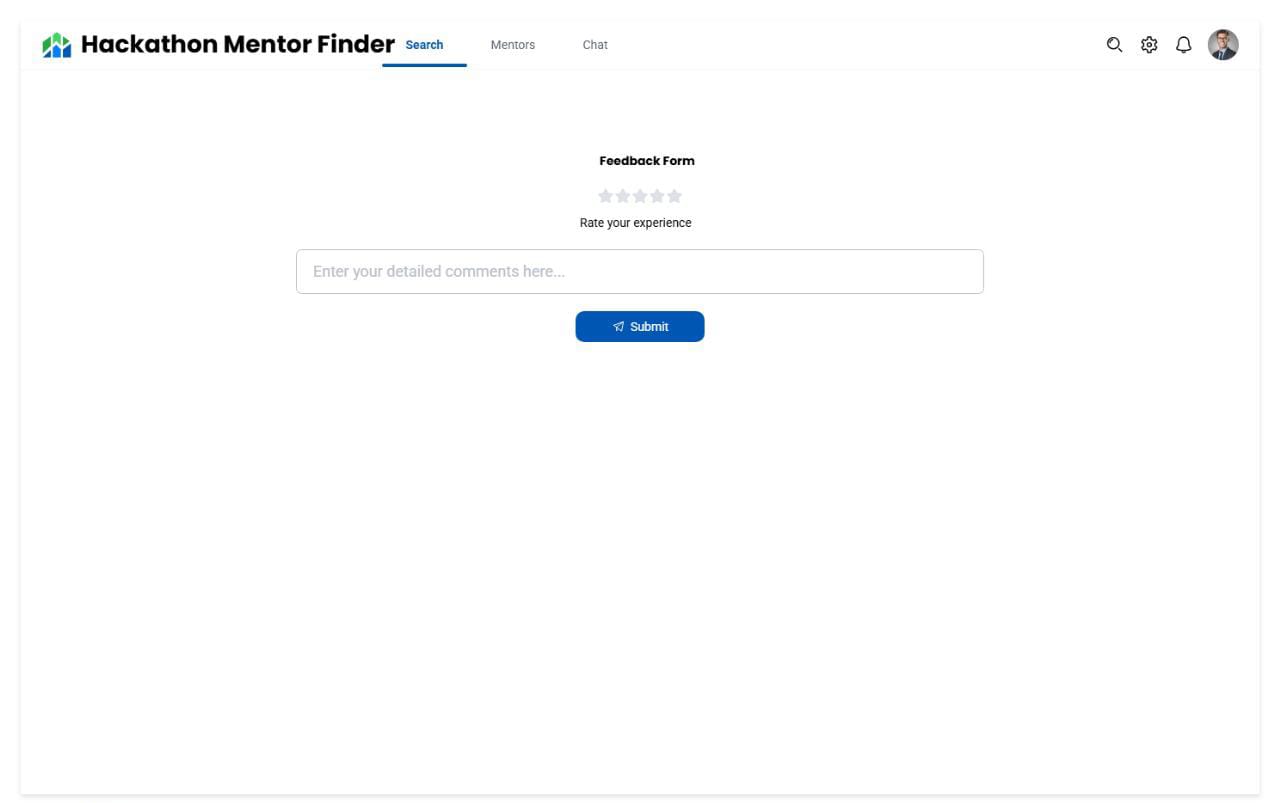 Hackathon Mentor Finder Search Mentors Chat
Feedback Form
Rate your experience
Enter your detailed comments here...
Submit